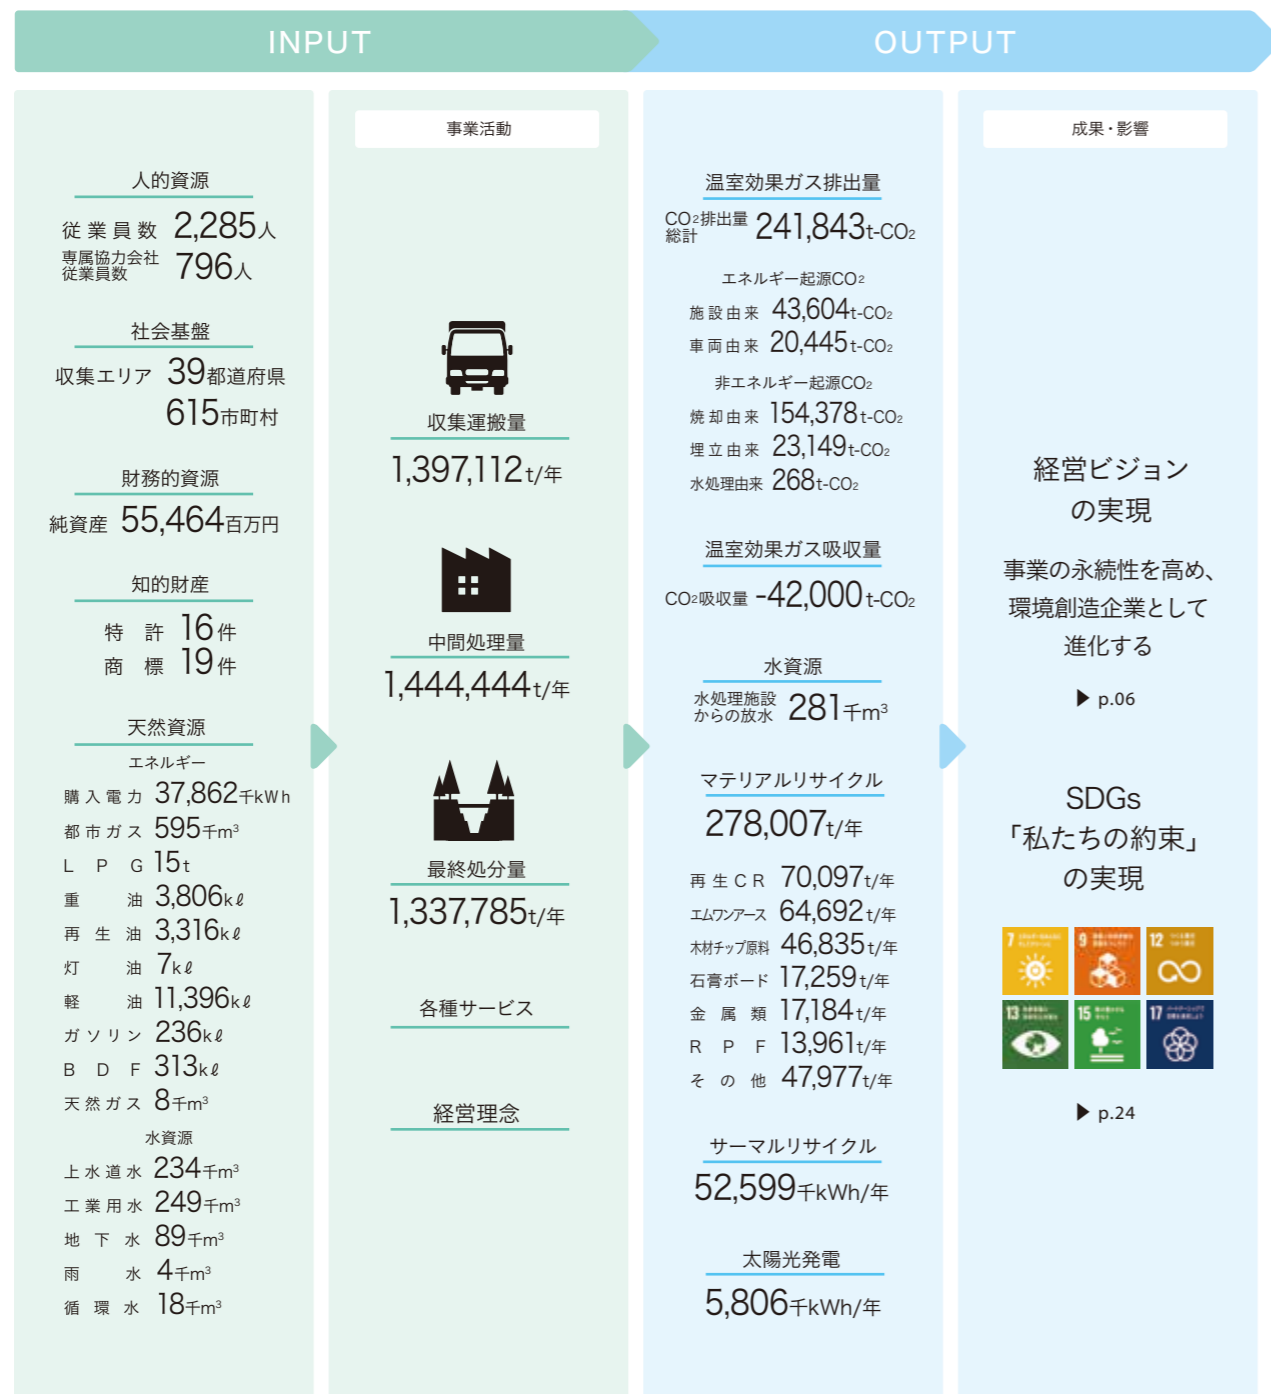 INPUT
OUTPUT
人的資源
従業員数 2,285人
専属協力会社
従業員数 796人
社会基盤
収集エリア 39都道府県
615市町村
財務的資源
純資産 55,464百万円
知的財産
特許 16件
商標 19件
天然資源
エネルギー
購入電力 37,862千kWh
都市ガス 595千m³
LPG 15t
重油 3,806kℓ
再生油 3,316kℓ
灯油 7kℓ
軽油 11,396kℓ
ガソリン 236kℓ
BDF 313kℓ
天然ガス 8千m³
水資源
上水道水 234千m³
工業用水 249千m³
地下水 89千m³
雨水 4千m³
循環水 18千m³
事業活動
収集運搬量
1,397,112t/年
中間処理量
1,444,444t/年
最終処分量
1,337,785t/年
各種サービス
経営理念
温室効果ガス排出量
CO₂排出量
総計 241,843t-CO₂
エネルギー起源CO₂
施設由来 43,604t-CO₂
車両由来 20,445t-CO₂
非エネルギー起源CO₂
焼却由来 154,378t-CO₂
埋立由来 23,149t-CO₂
水処理由来 268t-CO₂
温室効果ガス吸収量
CO₂吸収量 -42,000t-CO₂
水資源
水処理施設
からの放水 281千m³
マテリアルリサイクル
278,007t/年
再生CR 70,097t/年
エムワンアース 64,692t/年
木材チップ原料 46,835t/年
石膏ボード 17,259t/年
金属類 17,184t/年
RPF 13,961t/年
その他 47,977t/年
サーマルリサイクル
52,599千kWh/年
太陽光発電
5,806千kWh/年
成果・影響
経営ビジョン
の実現
事業の永続性を高め、
環境創造企業として
進化する
▶ p.06
SDGs
「私たちの約束」
の実現
7
9
12
13
15
17
▶ p.24